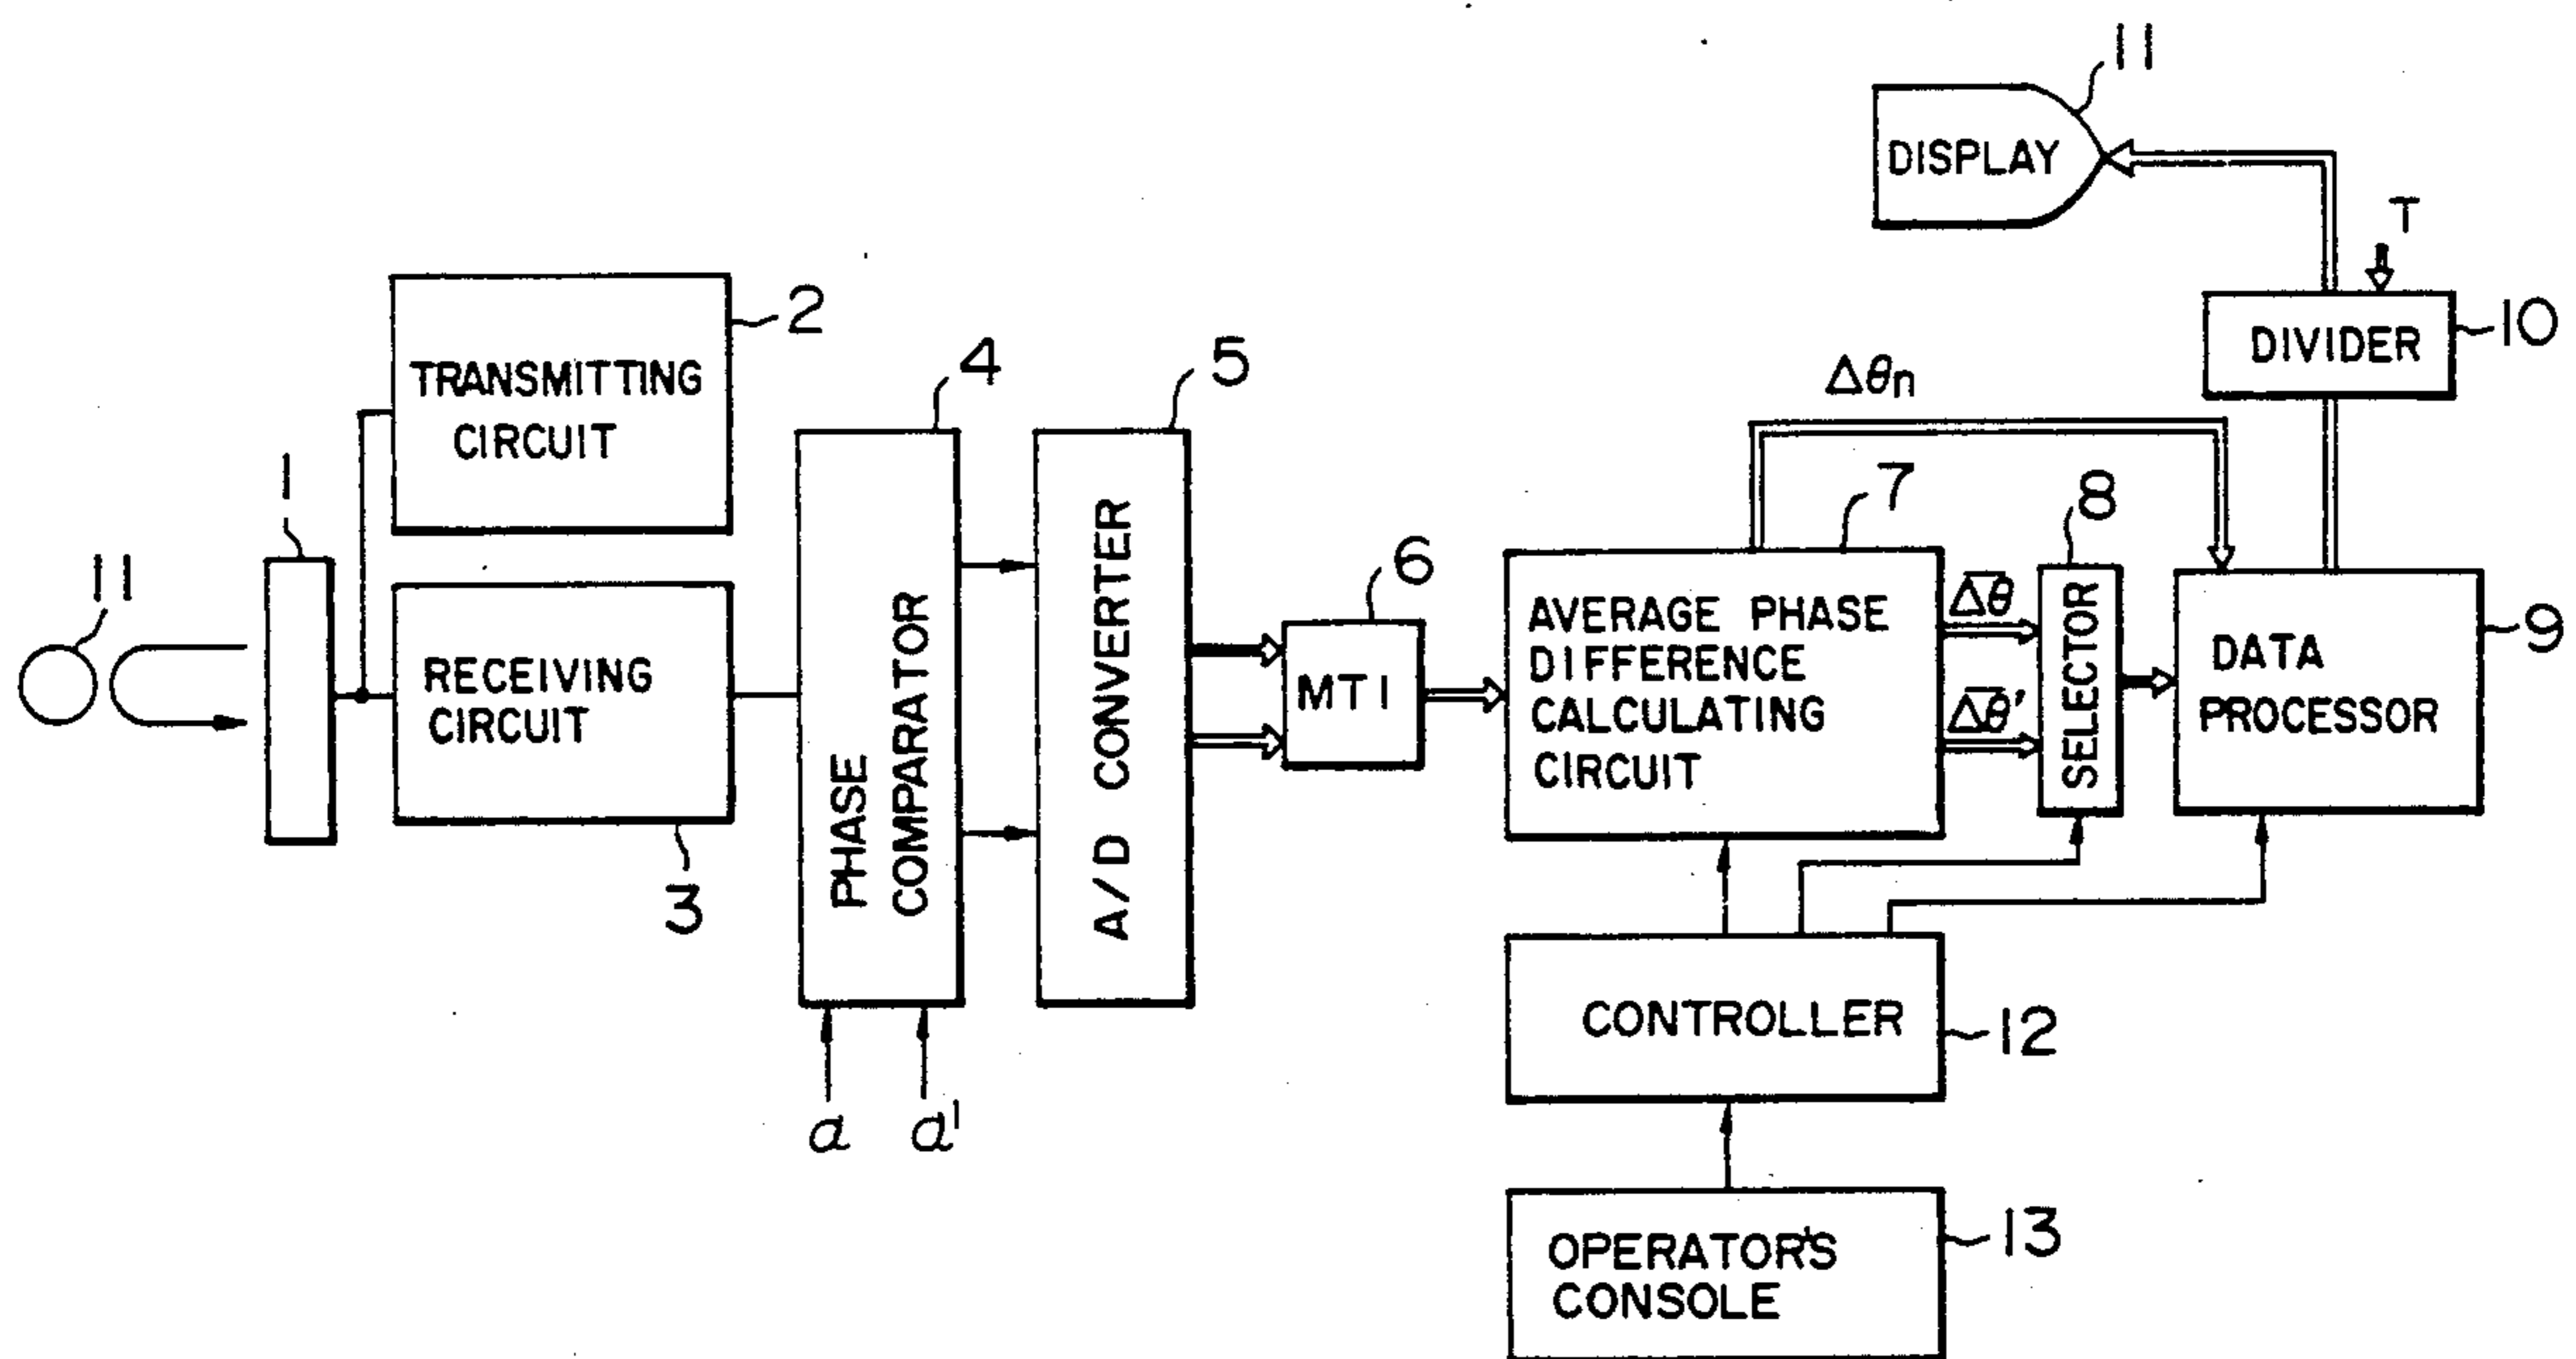 11
DISPLAY
T
2
TRANSMITTING
CIRCUIT
10
DIVIDER
4
5
Δθn
1
7
8
11
6
3
RECEIVING
CIRCUIT
PHASE
COMPARATOR
A/D CONVERTER
MTI
AVERAGE PHASE
DIFFERENCE
CALCULATING
CIRCUIT
Δθ̅
Δθ̅'
SELECTOR
DATA
PROCESSOR
9
a
a'
CONTROLLER
12
OPERATOR'S
CONSOLE
13